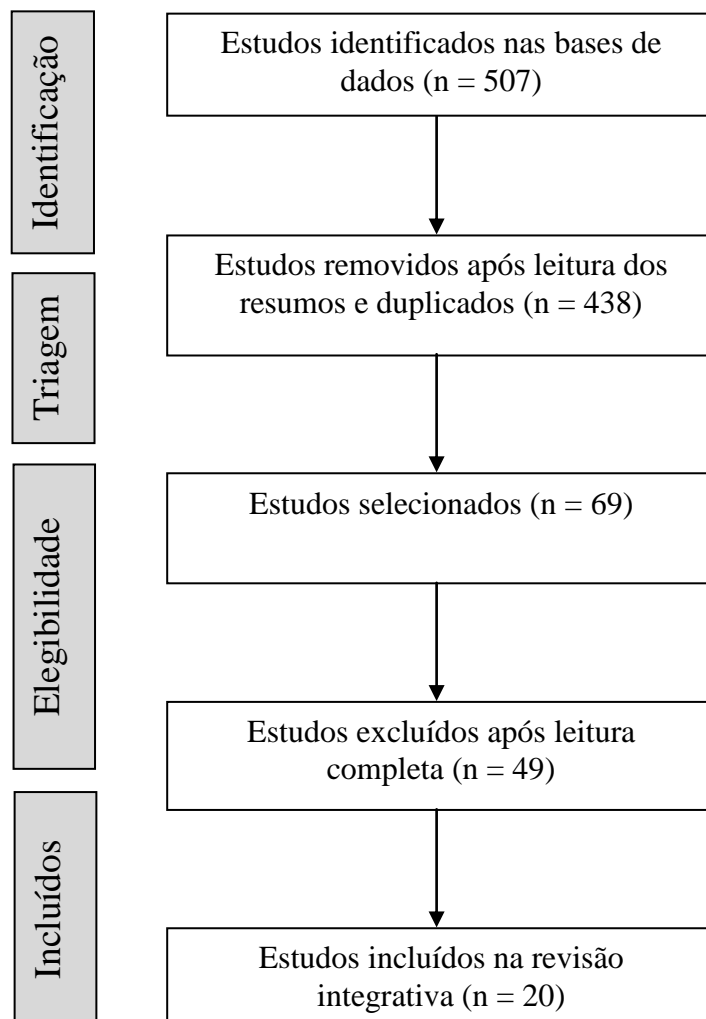 Identificação
Estudos identificados nas bases de
dados (n = 507)
Triagem
Estudos removidos após leitura dos
resumos e duplicados (n = 438)
Elegibilidade
Estudos selecionados (n = 69)
Estudos excluídos após leitura
completa (n = 49)
Incluídos
Estudos incluídos na revisão
integrativa (n = 20)